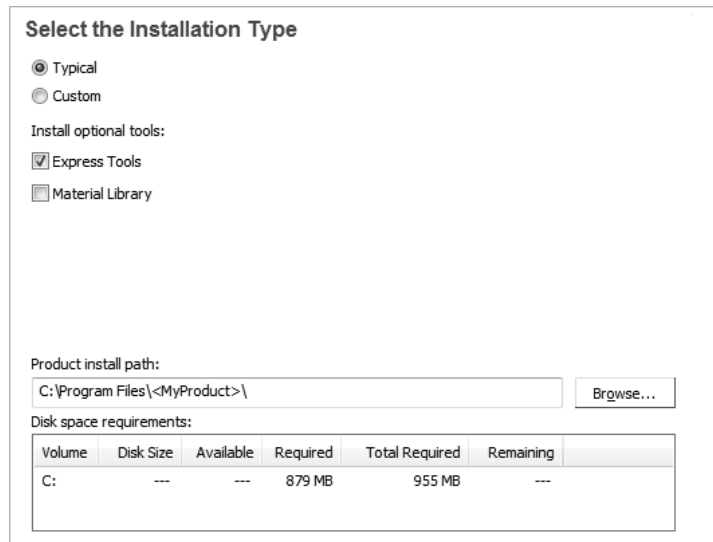 Select the Installation Type
Typical
Custom
Install optional tools:
Express Tools
Material Library
Product install path:
C:\Program Files\<MyProduct>\
Browse...
Disk space requirements:
Volume Disk Size Available Required Total Required Remaining
C: --- --- 879 MB 955 MB ---